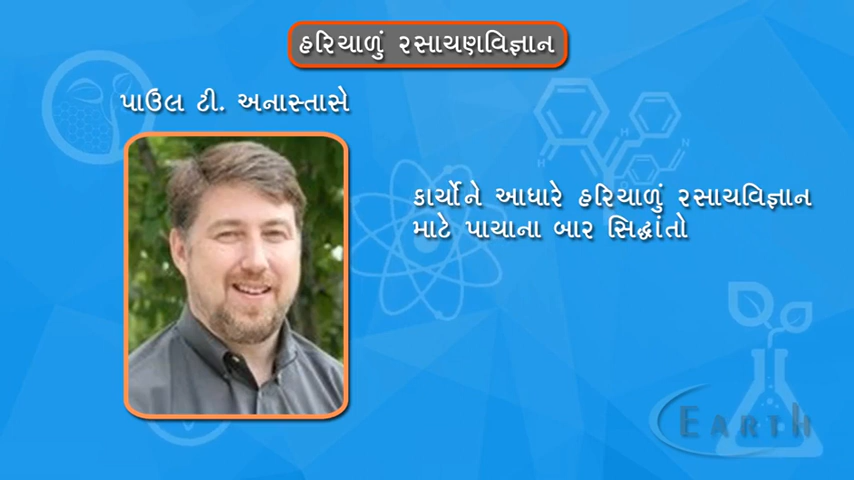 હરિયાળું રસાયણવિજ્ઞાન
પાઉલ ટી. અનાસ્તાસે
કાર્યોને આધારે હરિયાળું રસાયવિજ્ઞાન
માટે પાયાના બાર સિદ્ધાંતો
H
N
H
EARTH